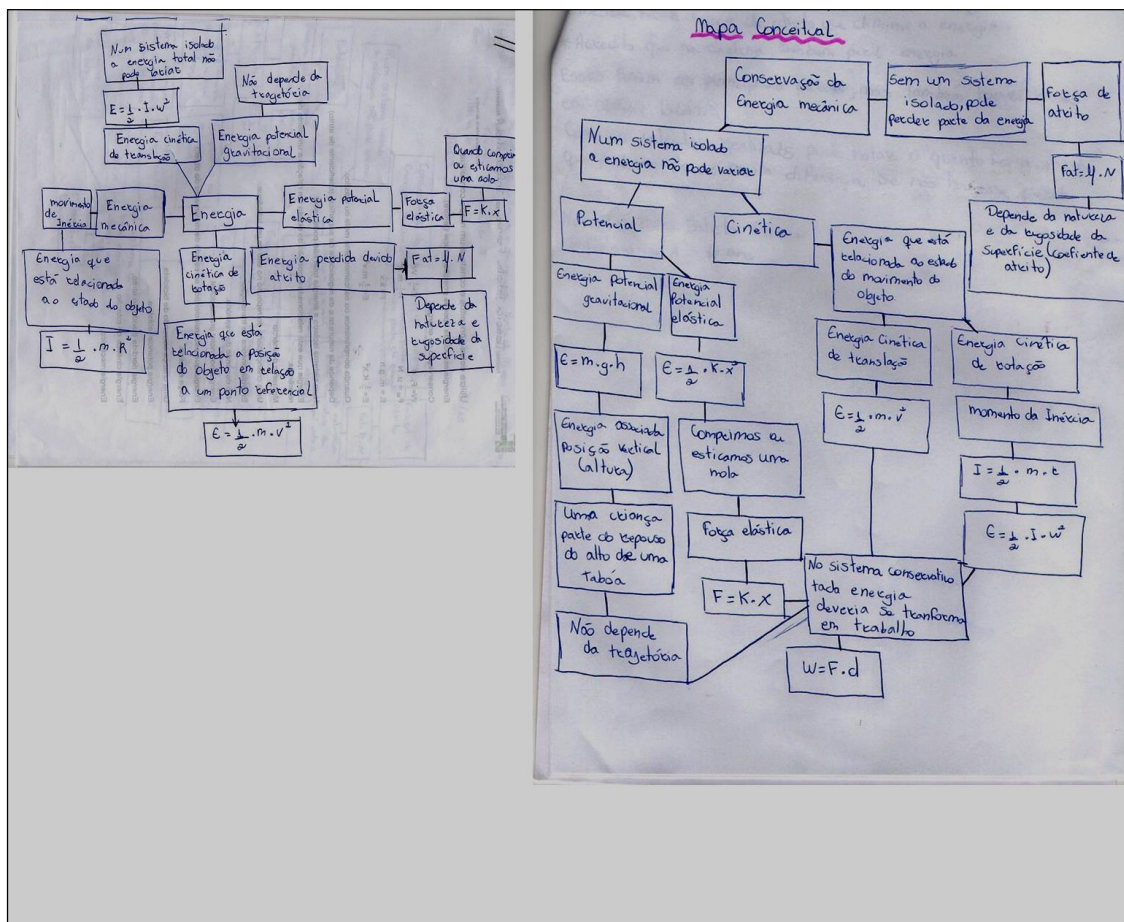 Num sistema isolado
a energia total não
pode variar
E = 1/2 . I . w²
Energia cinética
de translação
Não depende da
tragetória
Energia potencial
gravitacional
Quando compri
ou esticamos
uma mola
movimento
de Inércia
Energia
mecânica
Energia
Energia potencial
elástica
Força
elástica
F = K . x
Energia que
está relacionada
ao estado do objeto
I = 1/2 . m . R²
Energia
cinética de
rotação
Energia perdida devido
atrito
Fat = μ . N
Depende da
natureza e
rugosidade da
superfície
Energia que está
relacionada a posição
do objeto em relação
a um ponto referencial
E = 1/2 . m . v²
Mapa Conceitual
Conservação da
Energia mecânica
Sem um sistema
isolado, pode
perder parte da energia
Força de
atrito
Fat = μ . N
Depende da natureza
e da rugosidade da
superfície (coefiente de
atrito)
Num sistema isolado
a energia não pode variar
Potencial
Cinética
Energia que está
relacionada ao estado
do movimento do
objeto.
Energia Potencial
gravitacional
Energia
Potencial
elástica
Energia Cinética
de translação
Energia Cinética
de rotação
E = m . g . h
E = 1/2 . K . x²
E = 1/2 . m . v²
momento da Inércia
I = 1/2 . m . r
E = 1/2 . I . w²
Energia associada
posição vertical
(altura)
Comprimos ou
esticamos uma
mola
Uma criança
parte do repouso
do alto de uma
tabóa
Força elástica
F = K . X
Não depende
da trajetória
No sistema conservativo
toda energia
deveria se tranforma
em trabalho
W = F . d